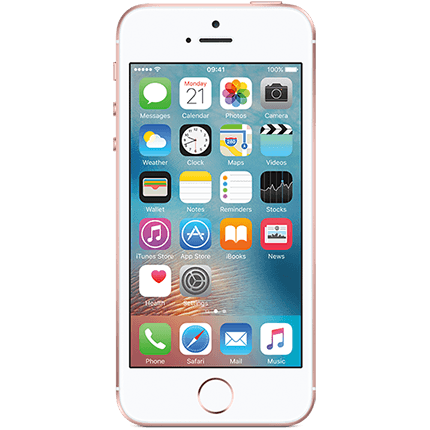 09:41 100%
Monday
21
Messages Calendar Photos Camera
280
Weather Clock Maps Videos
Wallet Notes Reminders Stocks
iTunes Store App Store iBooks News
Health Settings
Phone Safari Mail Music